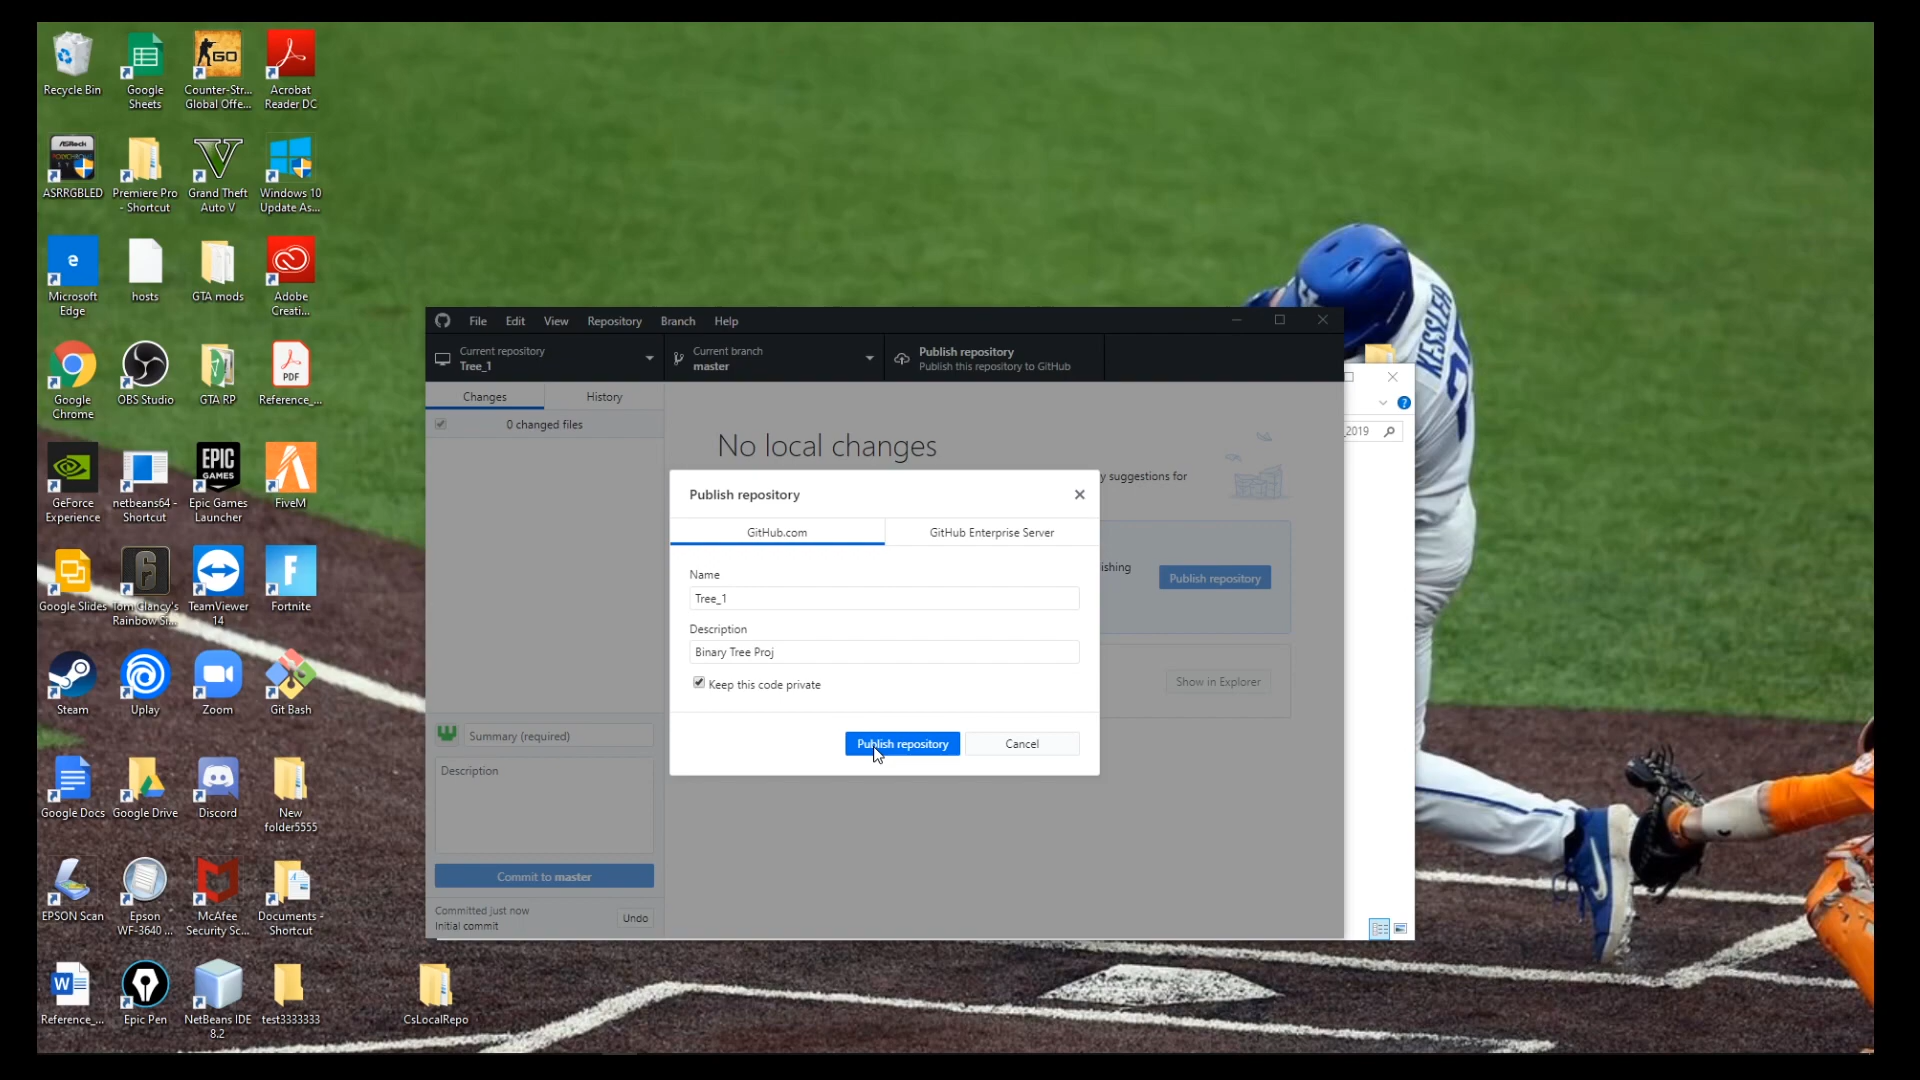 Recycle Bin
Google
Sheets
Counter-Str...
Global Offe...
Acrobat
Reader DC
ASRRGBLED
Premiere Pro
- Shortcut
Grand Theft
Auto V
Windows 10
Update As...
Microsoft
Edge
hosts
GTA mods
Adobe
Creati...
Google
Chrome
OBS Studio
GTA RP
PDF
Reference_...
GeForce
Experience
netbeans64 -
Shortcut
EPIC
GAMES
Epic Games
Launcher
FiveM
Google Slides
Tom Clancy's
Rainbow Si...
TeamViewer
14
Fortnite
Steam
Uplay
Zoom
Git Bash
Google Docs
Google Drive
Discord
New
folder5555
EPSON Scan
Epson
WF-3640 ...
McAfee
Security Sc...
Documents -
Shortcut
Reference_...
Epic Pen
NetBeans IDE
8.2
test3333333
CsLocalRepo
File Edit View Repository Branch Help
Current repository
Tree_1
Current branch
master
Publish repository
Publish this repository to GitHub
Changes
History
0 changed files
No local changes
y suggestions for
ishing
Publish repository
Show in Explorer
Publish repository
GitHub.com
GitHub Enterprise Server
Name
Tree_1
Description
Binary Tree Proj
Keep this code private
Publish repository
Cancel
Summary (required)
Description
Commit to master
Committed just now
Initial commit
Undo
_2019
KESSLER